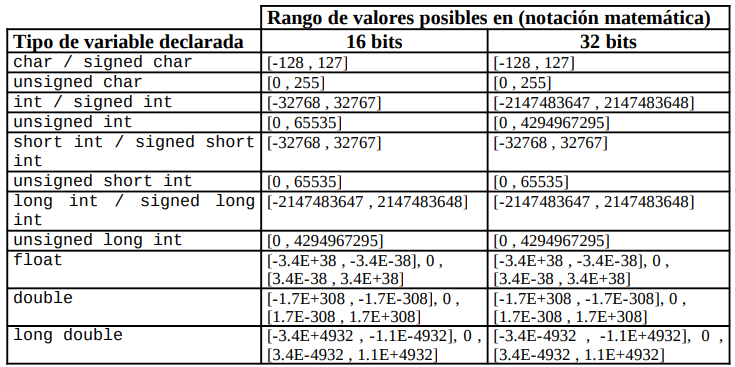 Rango de valores posibles en (notación matemática)
Tipo de variable declarada 16 bits 32 bits
char / signed char [-128 , 127] [-128 , 127]
unsigned char [0 , 255] [0 , 255]
int / signed int [-32768 , 32767] [-2147483647 , 2147483648]
unsigned int [0 , 65535] [0 , 4294967295]
short int / signed short [-32768 , 32767] [-32768 , 32767]
int
unsigned short int [0 , 65535] [0 , 65535]
long int / signed long [-2147483647 , 2147483648] [-2147483647 , 2147483648]
int
unsigned long int [0 , 4294967295] [0 , 4294967295]
float [-3.4E+38 , -3.4E-38], 0 , [-3.4E+38 , -3.4E-38], 0 ,
[3.4E-38 , 3.4E+38] [3.4E-38 , 3.4E+38]
double [-1.7E+308 , -1.7E-308], 0 , [-1.7E+308 , -1.7E-308], 0 ,
[1.7E-308 , 1.7E+308] [1.7E-308 , 1.7E+308]
long double [-3.4E+4932 , -1.1E-4932], 0 , [-3.4E-4932 , -1.1E+4932], 0 ,
[3.4E-4932 , 1.1E+4932] [3.4E-4932 , 1.1E+4932]